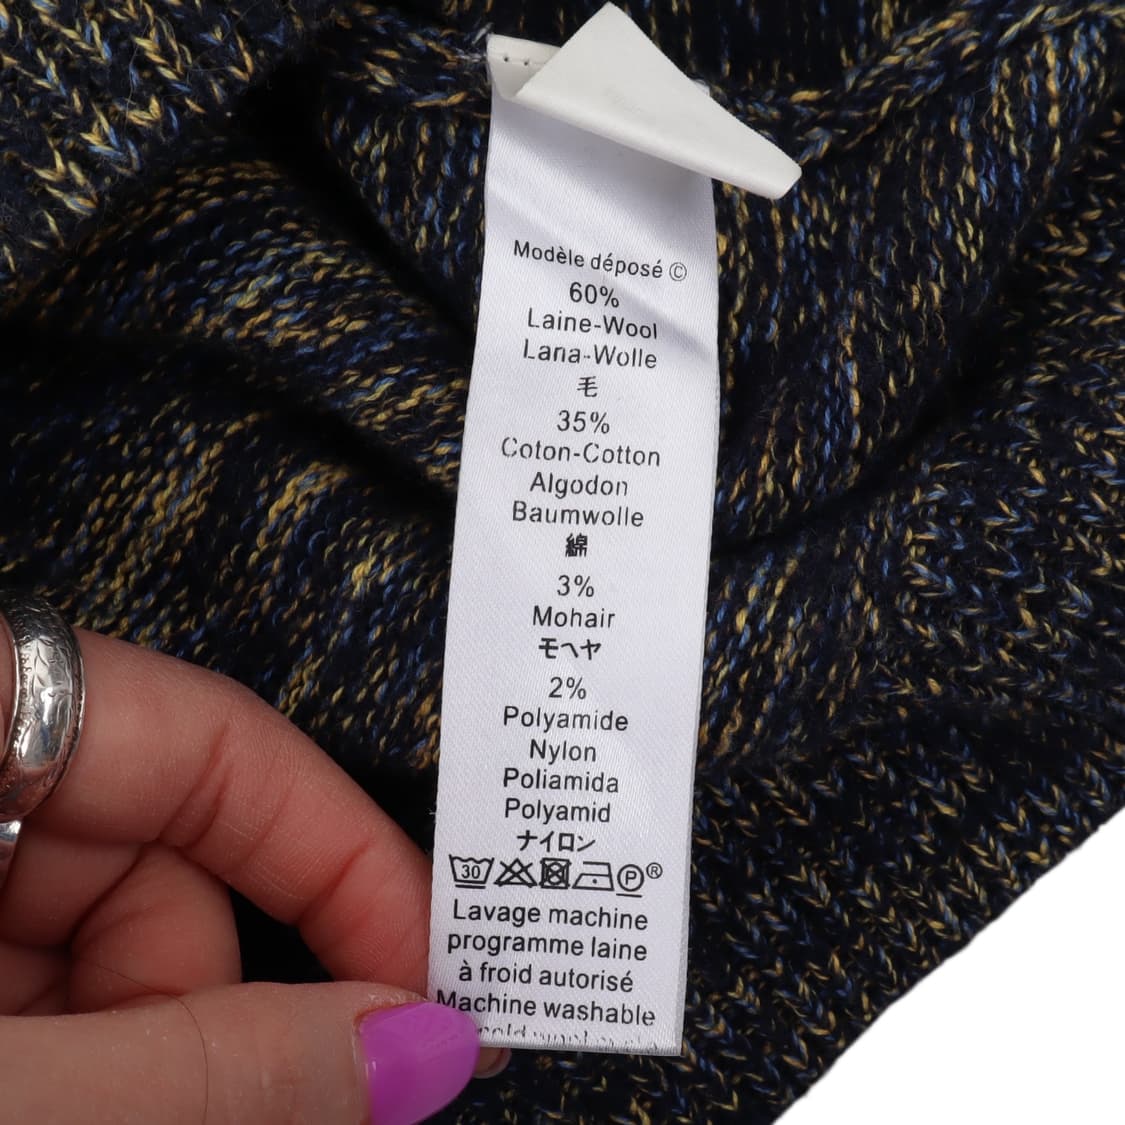 Modèle déposé ©
60%
Laine-Wool
Lana-Wolle
毛
35%
Coton-Cotton
Algodon
Baumwolle
綿
3%
Mohair
モヘヤ
2%
Polyamide
Nylon
Poliamida
Polyamid
ナイロン
30 P ®
Lavage machine
programme laine
à froid autorisé
Machine washable